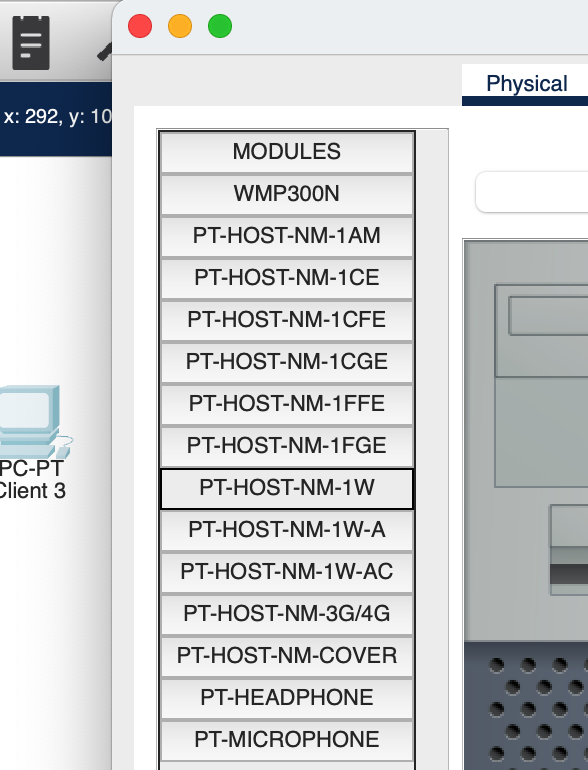 x: 292, y: 10
Physical
MODULES
WMP300N
PT-HOST-NM-1AM
PT-HOST-NM-1CE
PT-HOST-NM-1CFE
PT-HOST-NM-1CGE
PT-HOST-NM-1FFE
PT-HOST-NM-1FGE
PT-HOST-NM-1W
PT-HOST-NM-1W-A
PT-HOST-NM-1W-AC
PT-HOST-NM-3G/4G
PT-HOST-NM-COVER
PT-HEADPHONE
PT-MICROPHONE
PC-PT
Client 3